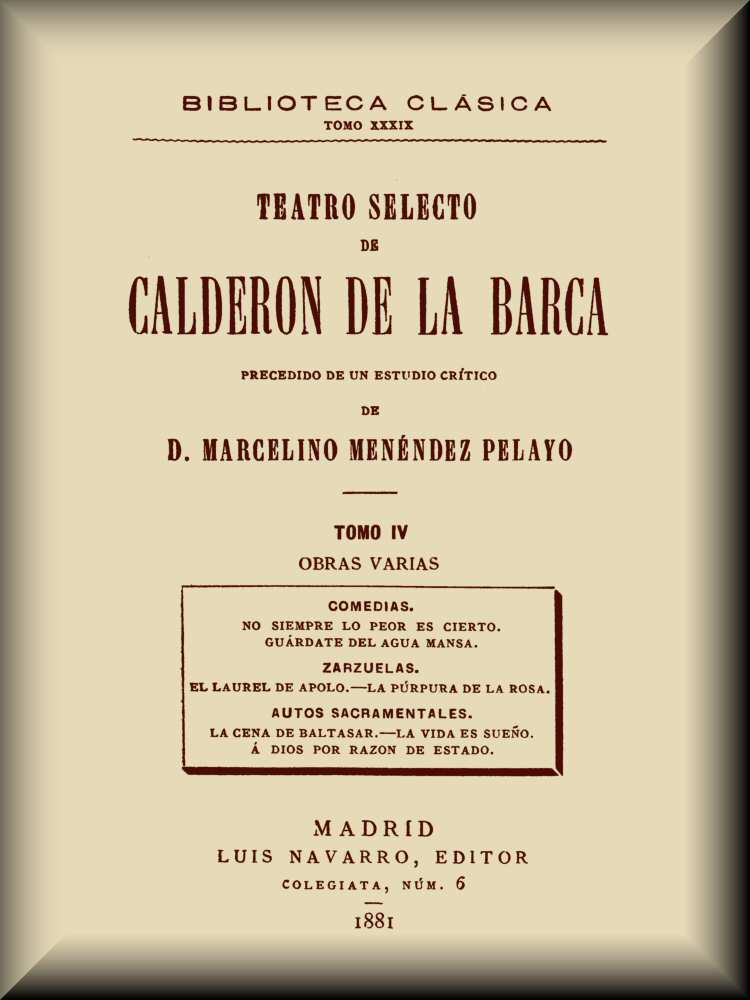 BIBLIOTECA CLÁSICA
TOMO XXXIX
TEATRO SELECTO
DE
CALDERON DE LA BARCA
PRECEDIDO DE UN ESTUDIO CRÍTICO
DE
D. MARCELINO MENÉNDEZ PELAYO
TOMO IV
OBRAS VARIAS
COMEDIAS.
NO SIEMPRE LO PEOR ES CIERTO.
GUÁRDATE DEL AGUA MANSA.
ZARZUELAS.
EL LAUREL DE APOLO.—LA PÚRPURA DE LA ROSA.
AUTOS SACRAMENTALES.
LA CENA DE BALTASAR.—LA VIDA ES SUEÑO.
Á DIOS POR RAZON DE ESTADO.
MADRID
LUIS NAVARRO, EDITOR
COLEGIATA, NÚM. 6
1881